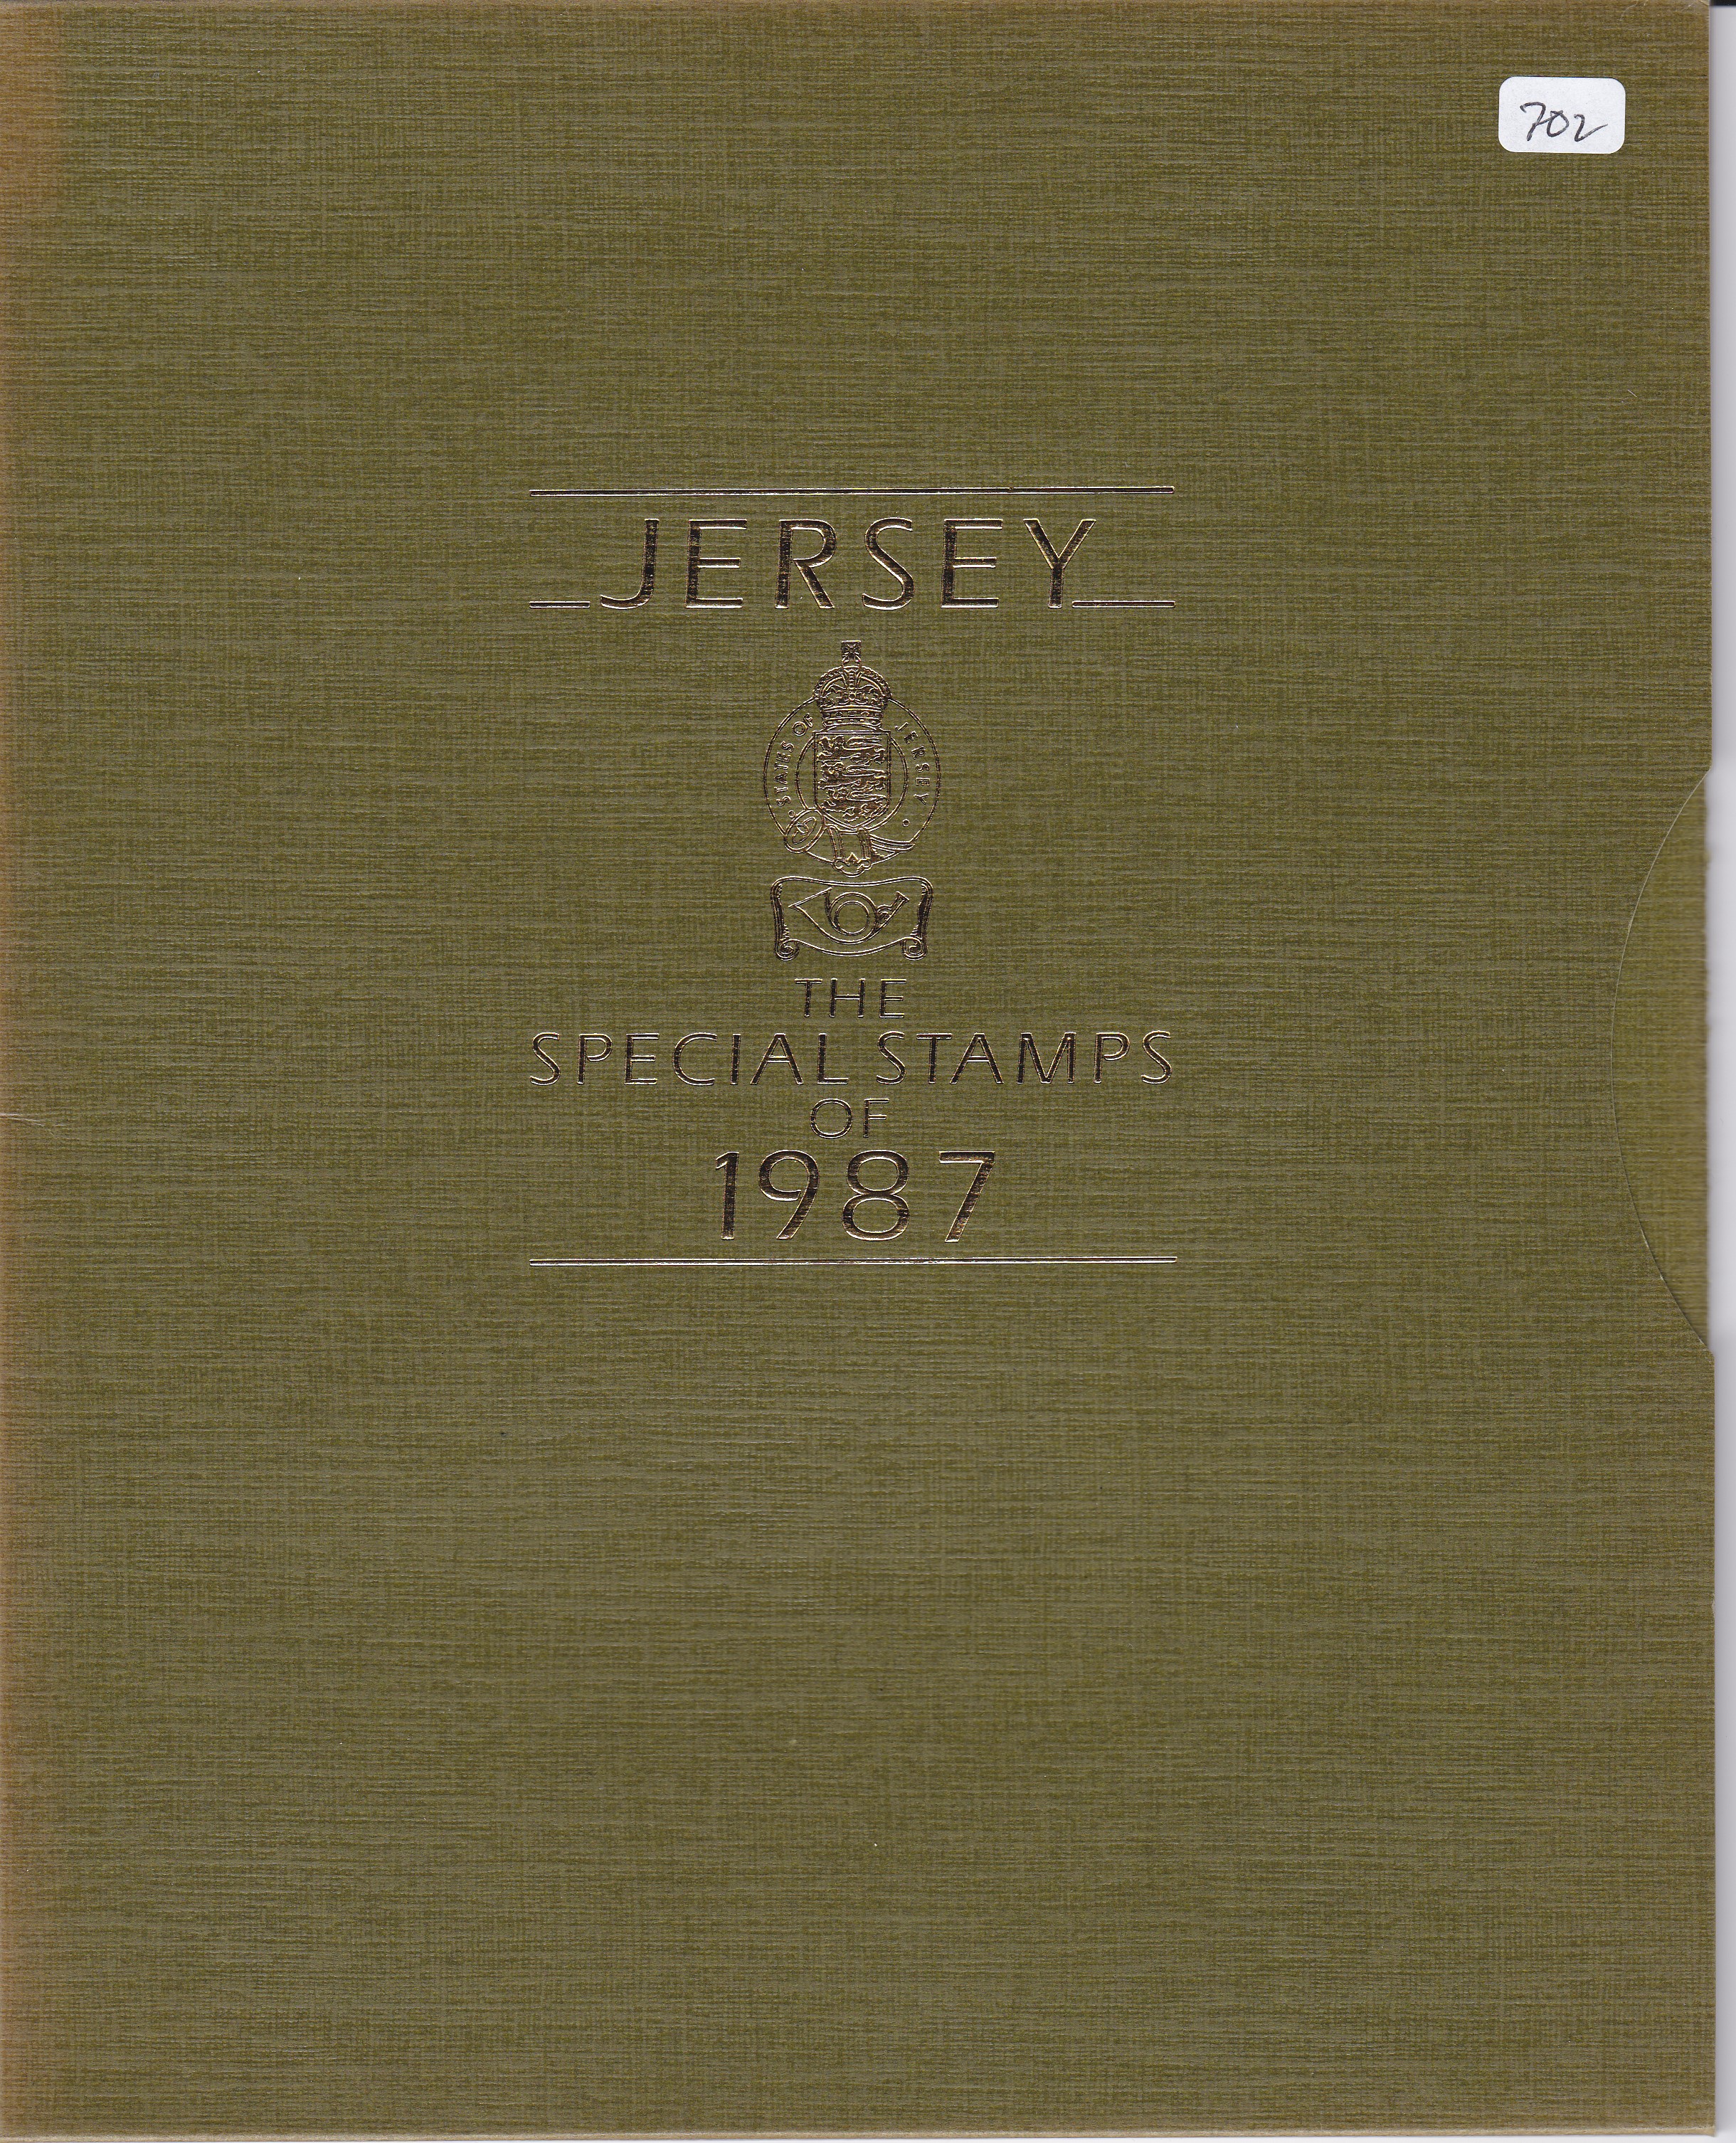 702
JERSEY
STATES OF JERSEY
THE
SPECIAL STAMPS
OF
1987